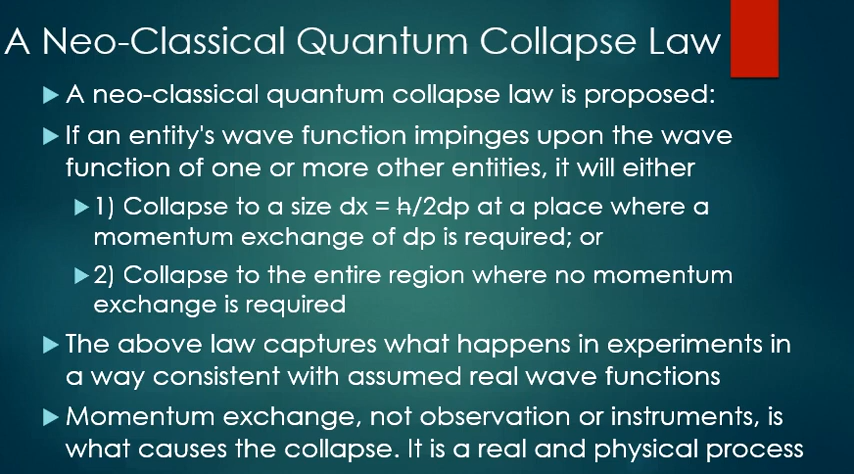 A Neo-Classical Quantum Collapse Law
A neo-classical quantum collapse law is proposed:
If an entity's wave function impinges upon the wave
function of one or more other entities, it will either
1) Collapse to a size dx = ħ/2dp at a place where a
momentum exchange of dp is required; or
2) Collapse to the entire region where no momentum
exchange is required
The above law captures what happens in experiments in
a way consistent with assumed real wave functions
Momentum exchange, not observation or instruments, is
what causes the collapse. It is a real and physical process